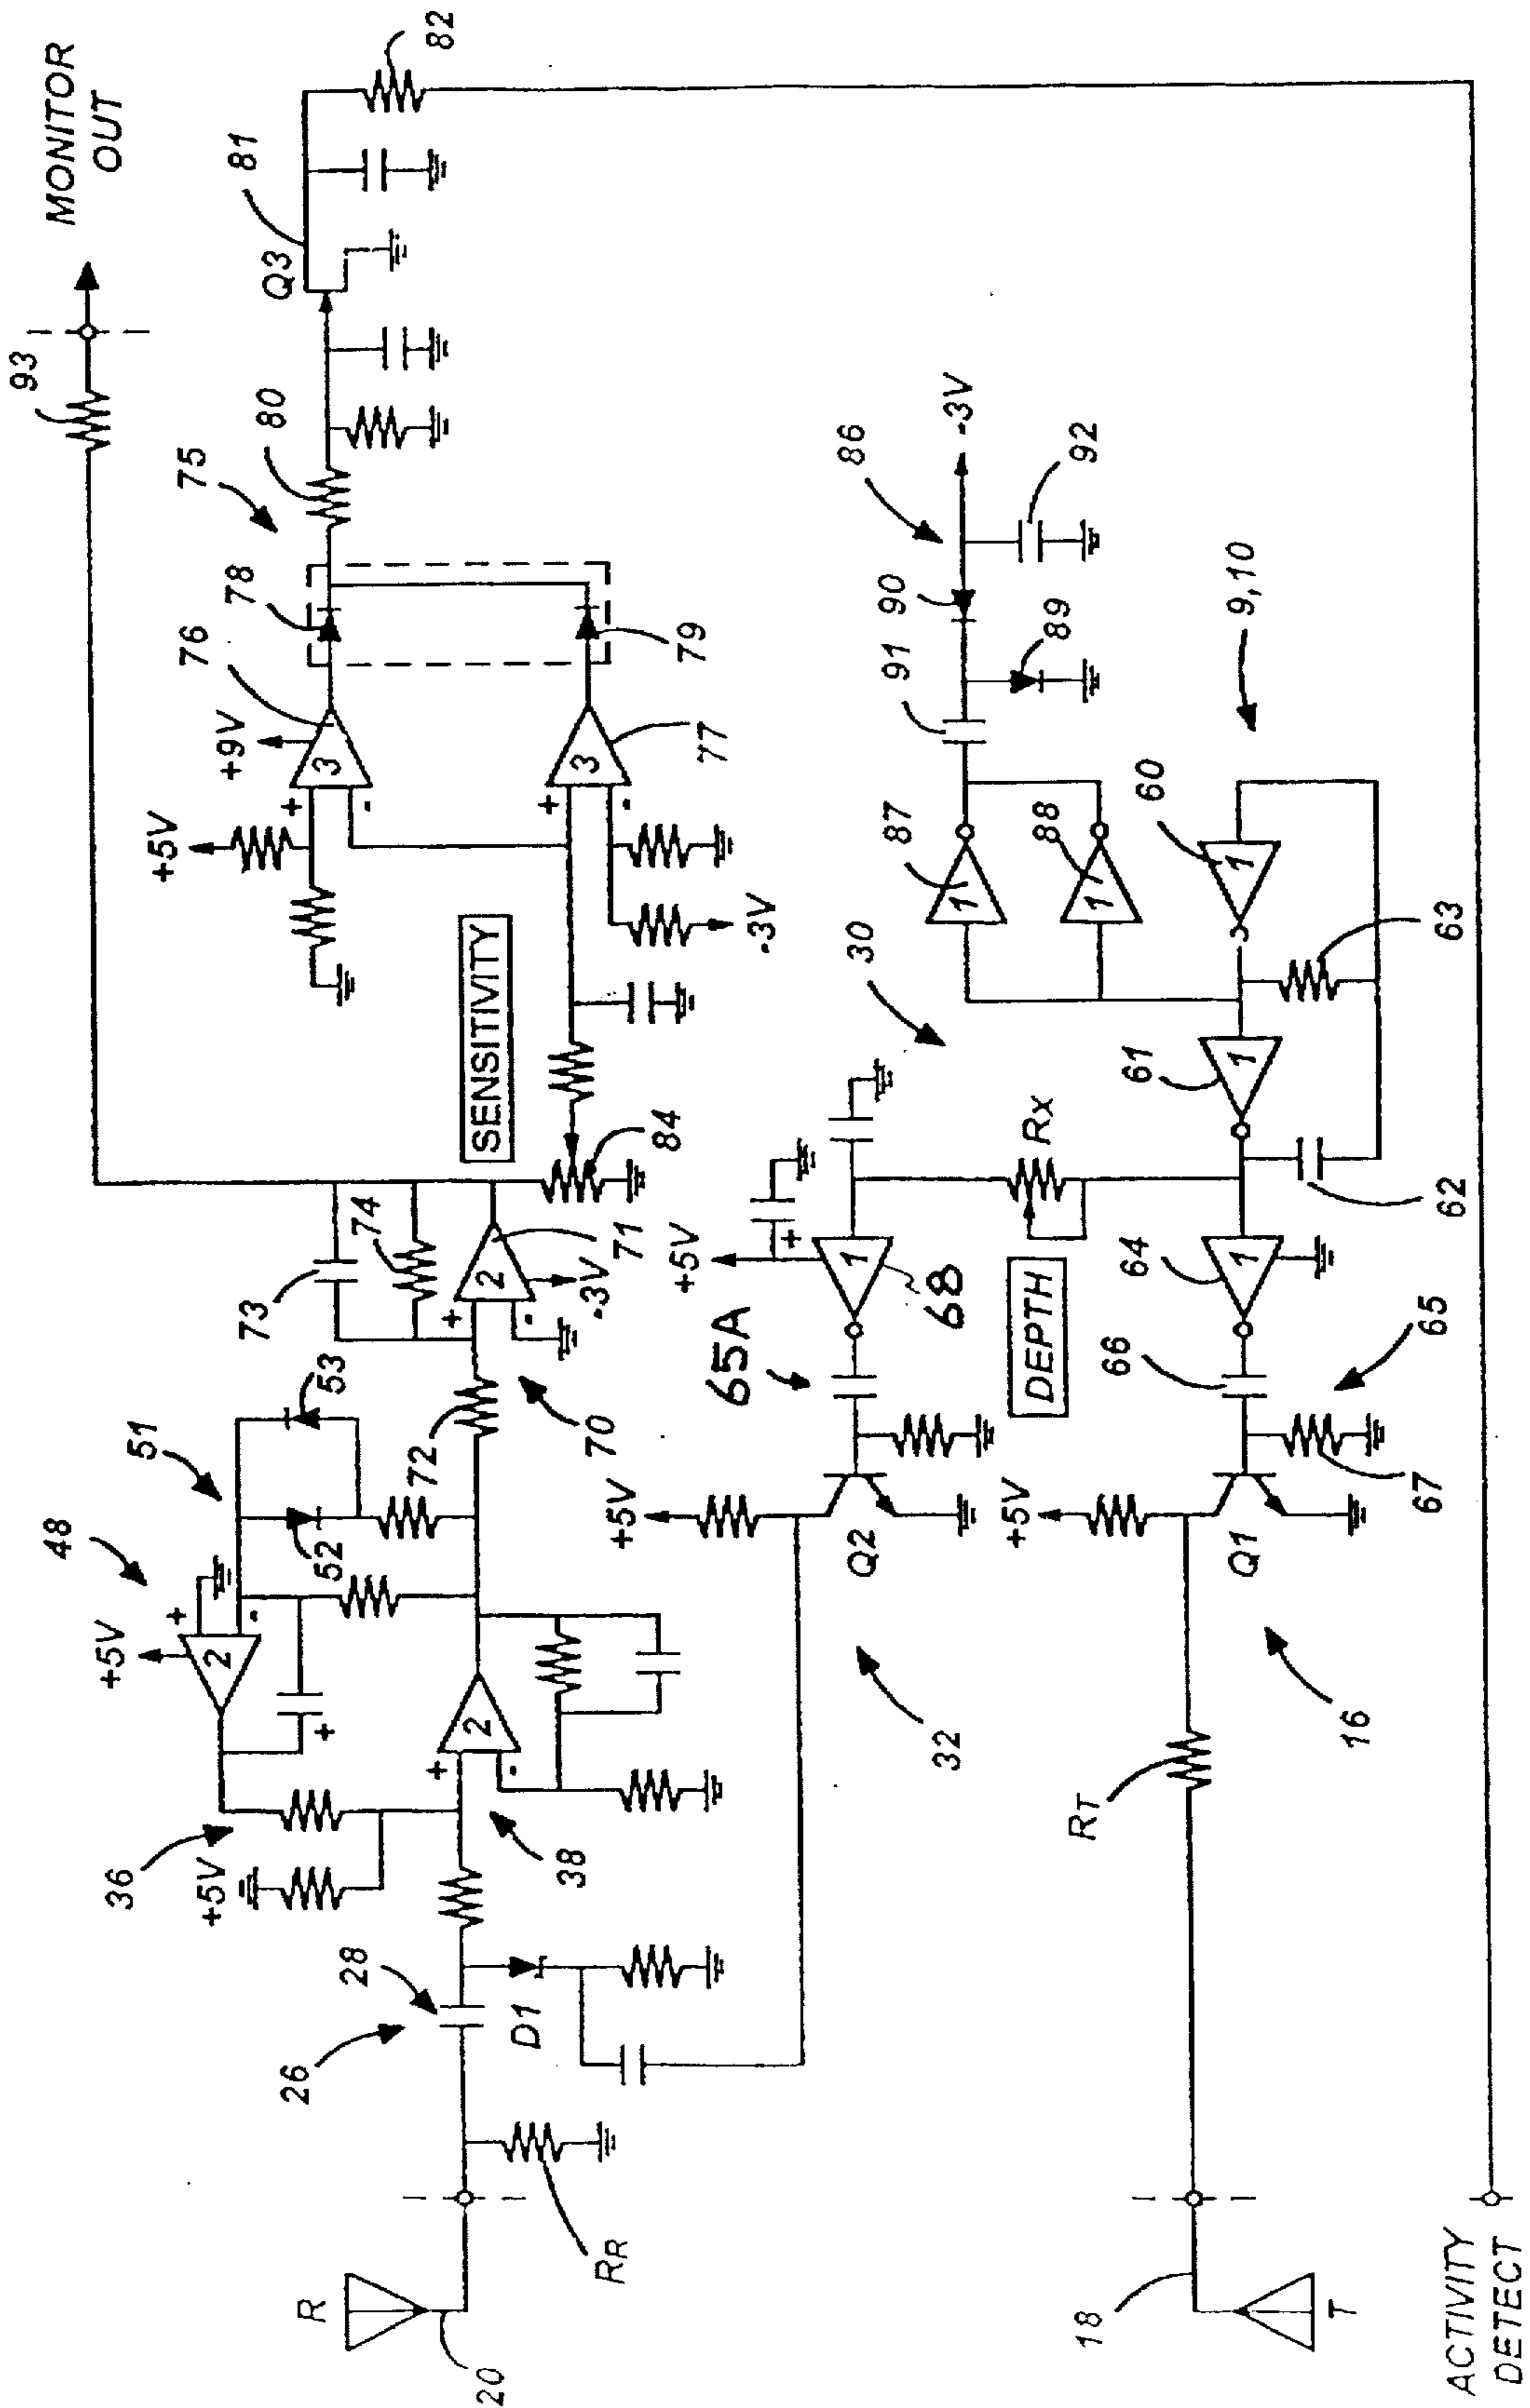 MONITOR
OUT
93
82
81
Q3
80
75
78
76
+9V
3
+
-
+5V
79
77
3
+
-
-3V
SENSITIVITY
84
74
73
71
2
+
-
-3V
70
72
53
51
52
48
+5V
2
+
-
+
36
+5V
2
+
-
38
28
26
D1
RR
R
20
-3V
86
92
90
91
89
9,10
87
1
88
1
60
1
63
30
61
1
62
Rx
DEPTH
+5V
+
1
68
65A
64
1
66
65
67
+5V
Q2
+5V
Q1
32
16
RT
18
T
ACTIVITY
DETECT